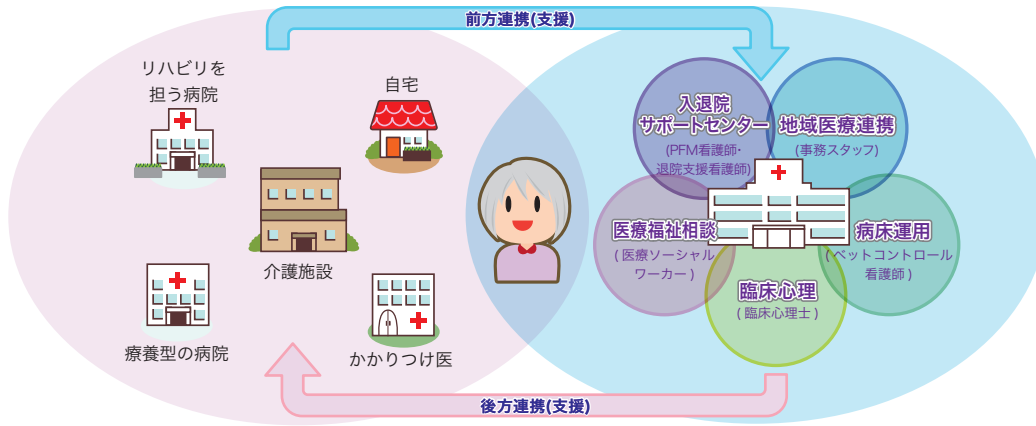 前方連携(支援)
リハビリを
担う病院
自宅
介護施設
療養型の病院
かかりつけ医
入退院
サポートセンター
(PFM看護師・
退院支援看護師)
地域医療連携
(事務スタッフ)
医療福祉相談
(医療ソーシャル
ワーカー)
病床運用
(ベットコントロール
看護師)
臨床心理
(臨床心理士)
後方連携(支援)